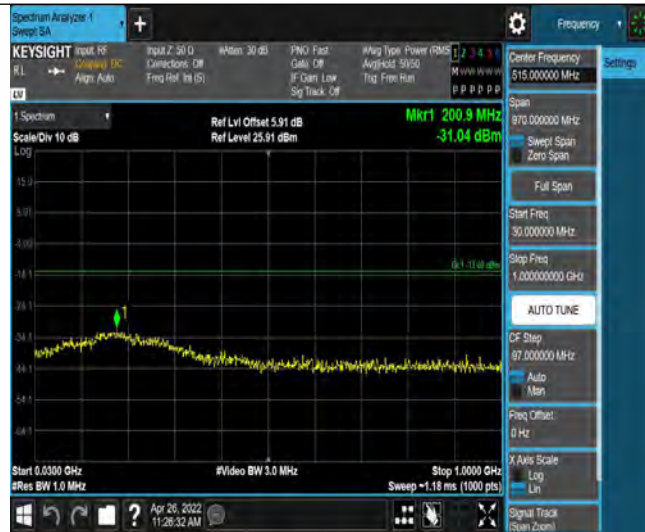 Spectrum Analyzer 1
Swept SA
+
Frequency
KEYSIGHT
Input: RF
Coupling: DC
Align: Auto
Input Z: 50 Ω
Corrections: Off
Freq Ref: Int (S)
#Atten: 30 dB
PNO: Fast
Gate: Off
IF Gain: Low
Sig Track: Off
#Avg Type: Power (RMS)
Avg|Hold: 50/50
Trig: Free Run
1 2 3 4 5 6
M W W W W W
P P P P P P
RL
LV
1 Spectrum
Scale/Div 10 dB
Log
Ref Lvl Offset 5.91 dB
Ref Level 25.91 dBm
Mkr1 200.9 MHz
-31.04 dBm
15.9
5.91
-4.09
-14.1
-24.1
-34.1
-44.1
-54.1
-64.1
1
Start 0.0300 GHz
#Res BW 1.0 MHz
#Video BW 3.0 MHz
Stop 1.0000 GHz
Sweep ~1.18 ms (1000 pts)
Center Frequency
515.000000 MHz
Settings
Span
970.000000 MHz
Swept Span
Zero Span
Full Span
Start Freq
30.000000 MHz
Stop Freq
1.000000000 GHz
AUTO TUNE
CF Step
97.000000 MHz
Auto
Man
Freq Offset
0 Hz
X Axis Scale
Log
Lin
Signal Track
(Span Zoom)
?
Apr 26, 2022
11:26:32 AM